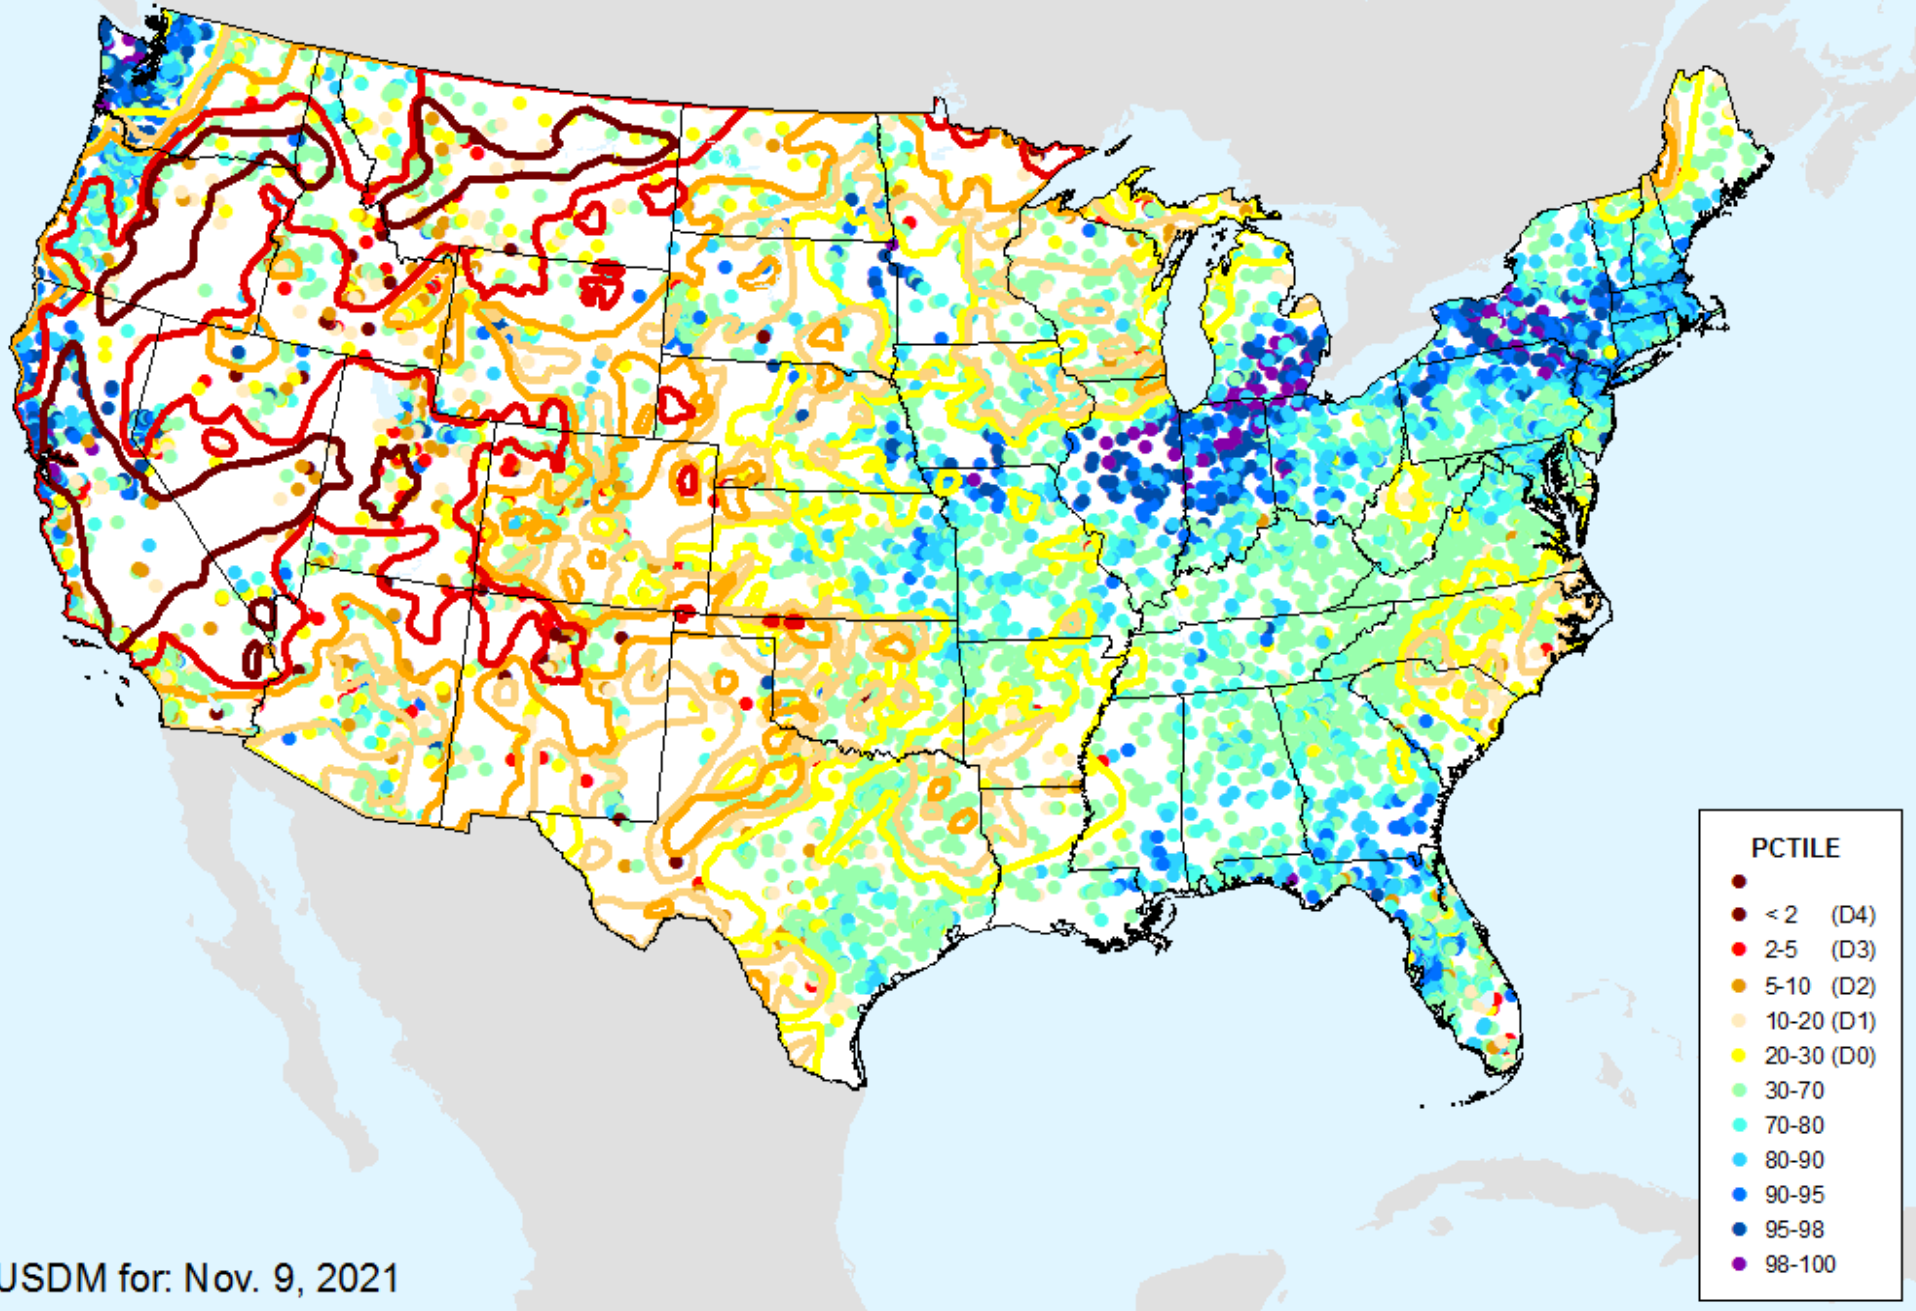 PCTILE
< 2 (D4)
2-5 (D3)
5-10 (D2)
10-20 (D1)
20-30 (D0)
30-70
70-80
80-90
90-95
95-98
98-100
USDM for: Nov. 9, 2021